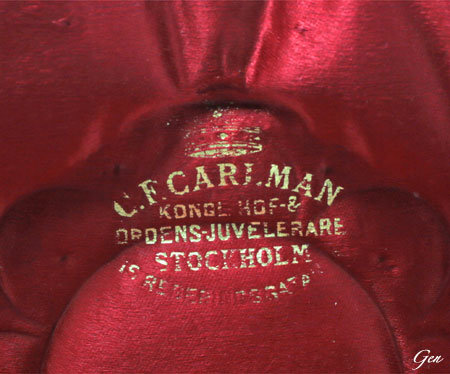 C.F. CARLMAN
KONGL HOF- &
ORDENS-JUVELERARE
STOCKHOLM
Gen